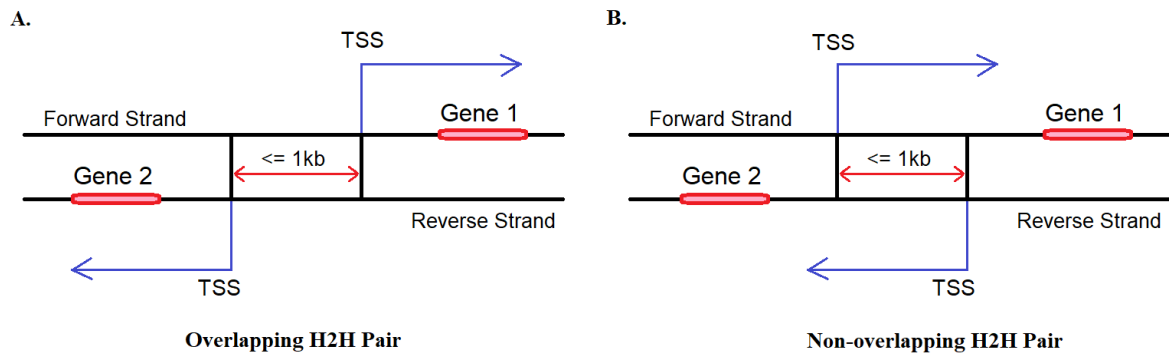 A.
TSS
Forward Strand
Gene 1
<= 1kb
Gene 2
Reverse Strand
TSS
Overlapping H2H Pair
B.
TSS
Forward Strand
Gene 1
<= 1kb
Gene 2
Reverse Strand
TSS
Non-overlapping H2H Pair